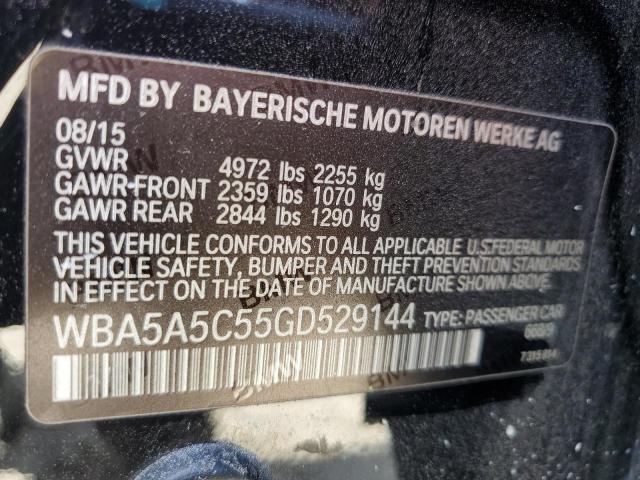 MFD BY BAYERISCHE MOTOREN WERKE AG
08/15
GVWR 4972 lbs 2255 kg
GAWR FRONT 2359 lbs 1070 kg
GAWR REAR 2844 lbs 1290 kg
THIS VEHICLE CONFORMS TO ALL APPLICABLE U.S.FEDERAL MOTOR
VEHICLE SAFETY, BUMPER AND THEFT PREVENTION STANDARDS
IN EFFECT ON THE DATE OF MANUFACTURE SHOWN ABOVE.
WBA5A5C55GD529144 TYPE: PASSENGER CAR